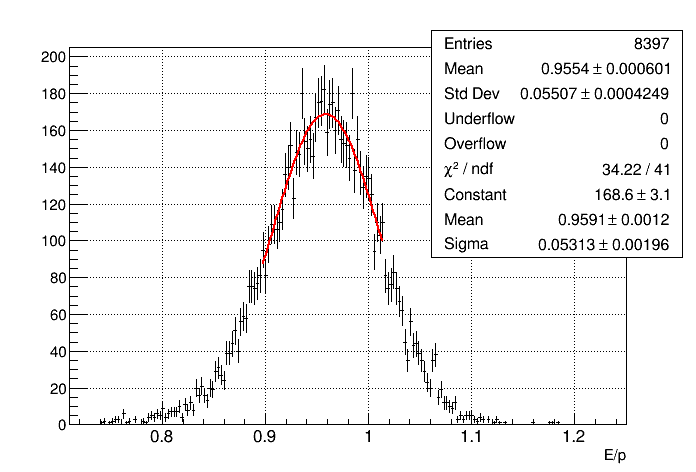 Entries 8397
Mean 0.9554 ± 0.000601
Std Dev 0.05507 ± 0.0004249
Underflow 0
Overflow 0
χ² / ndf 34.22 / 41
Constant 168.6 ± 3.1
Mean 0.9591 ± 0.0012
Sigma 0.05313 ± 0.00196
200
180
160
140
120
100
80
60
40
20
0
0.8 0.9 1 1.1 1.2
E/p